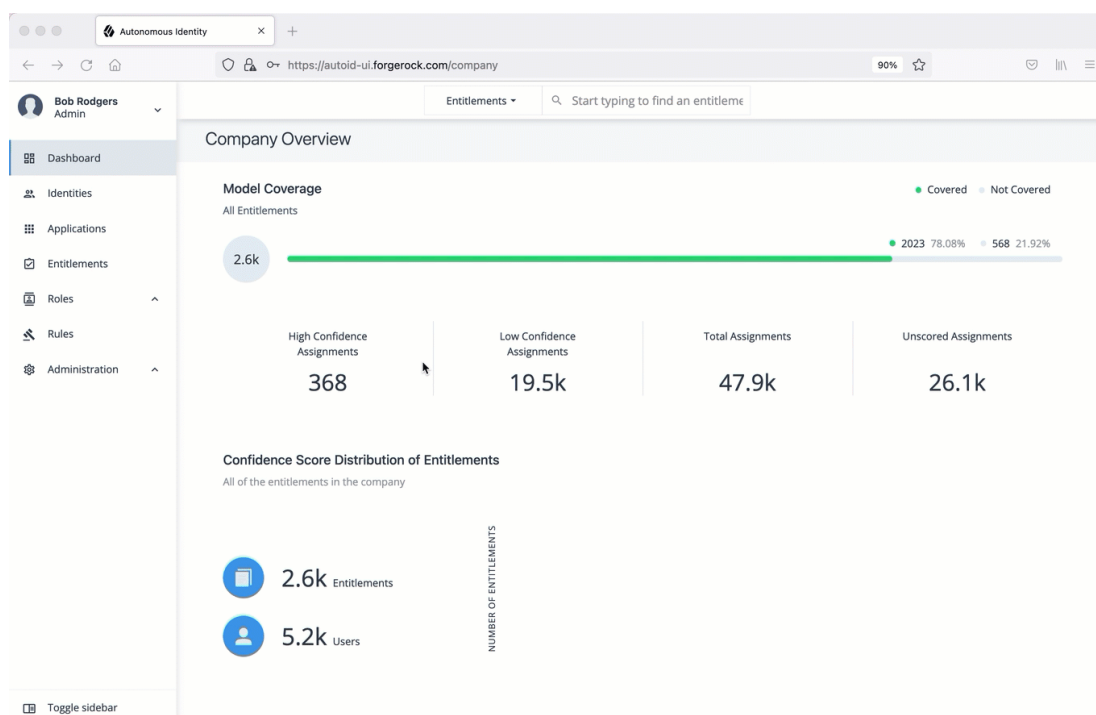 Autonomous Identity
https://autoid-ui.forgerock.com/company
90%
Bob Rodgers
Admin
Entitlements
Start typing to find an entitleme
Company Overview
Dashboard
Identities
Applications
Entitlements
Roles
Rules
Administration
Toggle sidebar
Model Coverage
All Entitlements
Covered Not Covered
2023 78.08% 568 21.92%
2.6k
High Confidence
Assignments
368
Low Confidence
Assignments
19.5k
Total Assignments
47.9k
Unscored Assignments
26.1k
Confidence Score Distribution of Entitlements
All of the entitlements in the company
2.6k Entitlements
5.2k Users
NUMBER OF ENTITLEMENTS